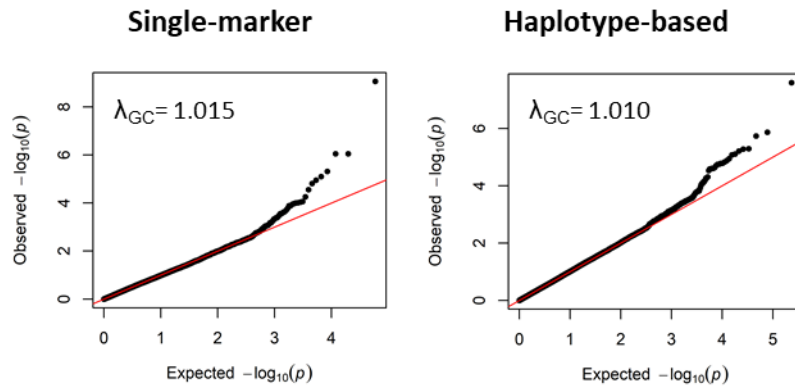 Single-marker
Haplotype-based
λGC= 1.015
8
6
4
2
0
Observed −log10(p)
0 1 2 3 4
Expected −log10(p)
λGC= 1.010
6
4
2
0
Observed −log10(p)
0 1 2 3 4 5
Expected −log10(p)